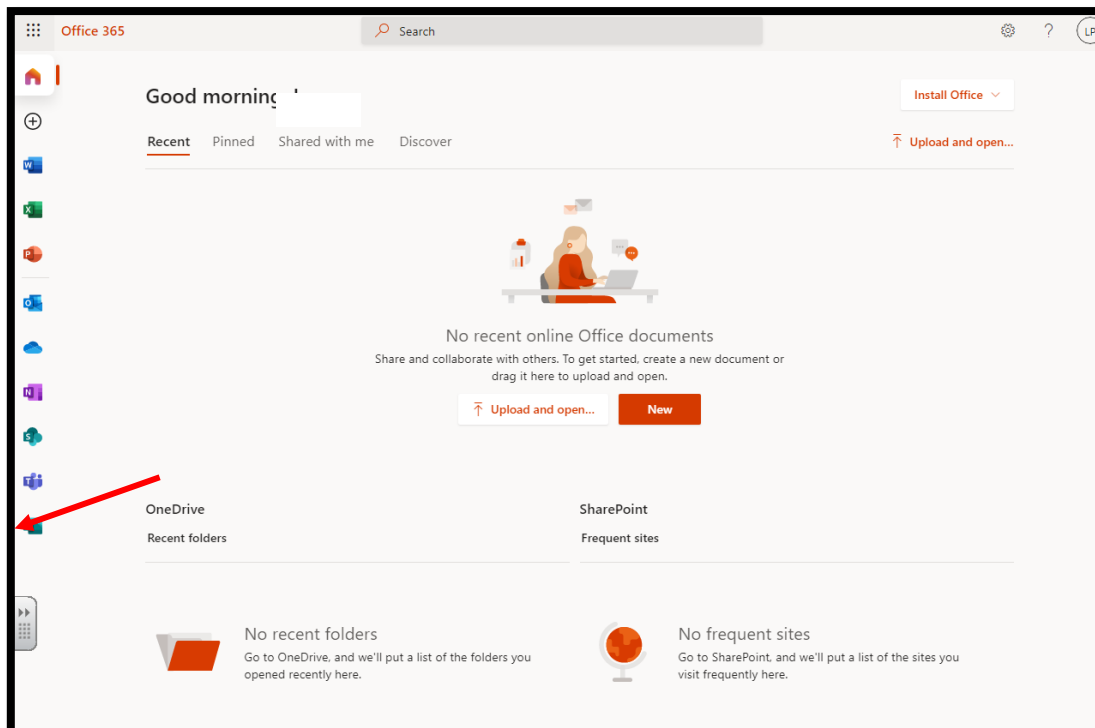 Office 365
Search
?
LP
Good morning
Install Office
Recent Pinned Shared with me Discover
Upload and open...
W
X
P
O
N
S
T
No recent online Office documents
Share and collaborate with others. To get started, create a new document or
drag it here to upload and open.
Upload and open... New
OneDrive
Recent folders
SharePoint
Frequent sites
No recent folders
Go to OneDrive, and we'll put a list of the folders you
opened recently here.
No frequent sites
Go to SharePoint, and we'll put a list of the sites you
visit frequently here.